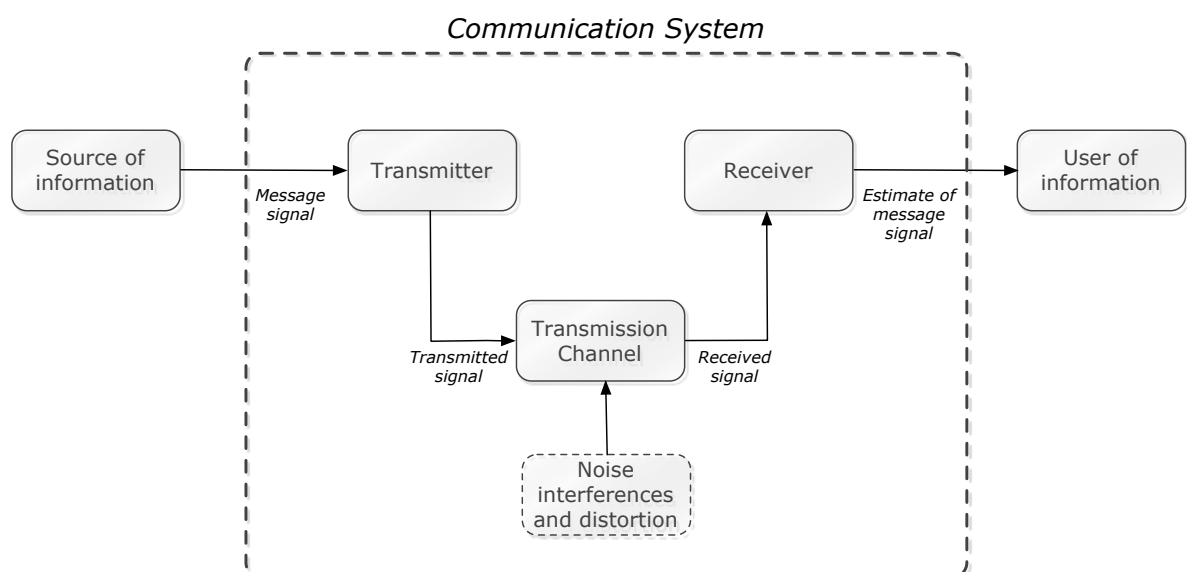 Communication System
Source of
information
Message
signal
Transmitter
Receiver
Estimate of
message
signal
User of
information
Transmitted
signal
Transmission
Channel
Received
signal
Noise
interferences
and distortion